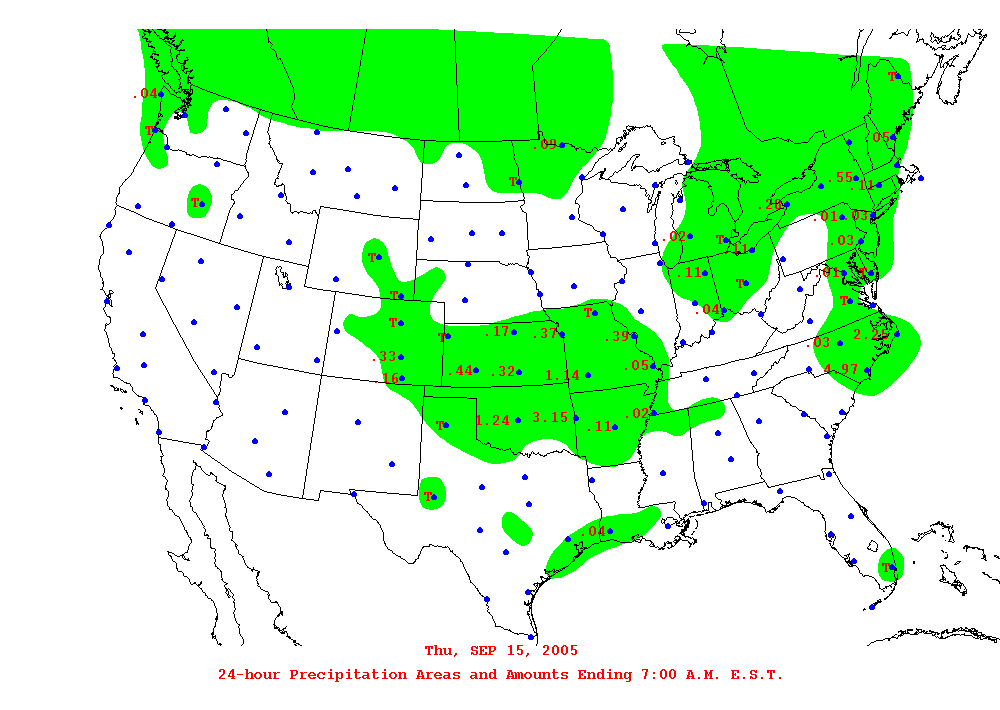 T
.04
T
.09
.05
T
.55
.11
T
.20
.01
.03
.02
T
.11
.03
T
.11
T
.01
T
T
T
.04
T
T
.17
.37
.39
T
.03
.33
.05
.44
.32
1.14
4.97
.16
.02
1.24
3.15
.11
T
T
.04
T
Thu, SEP 15, 2005
24-hour Precipitation Areas and Amounts Ending 7:00 A.M. E.S.T.